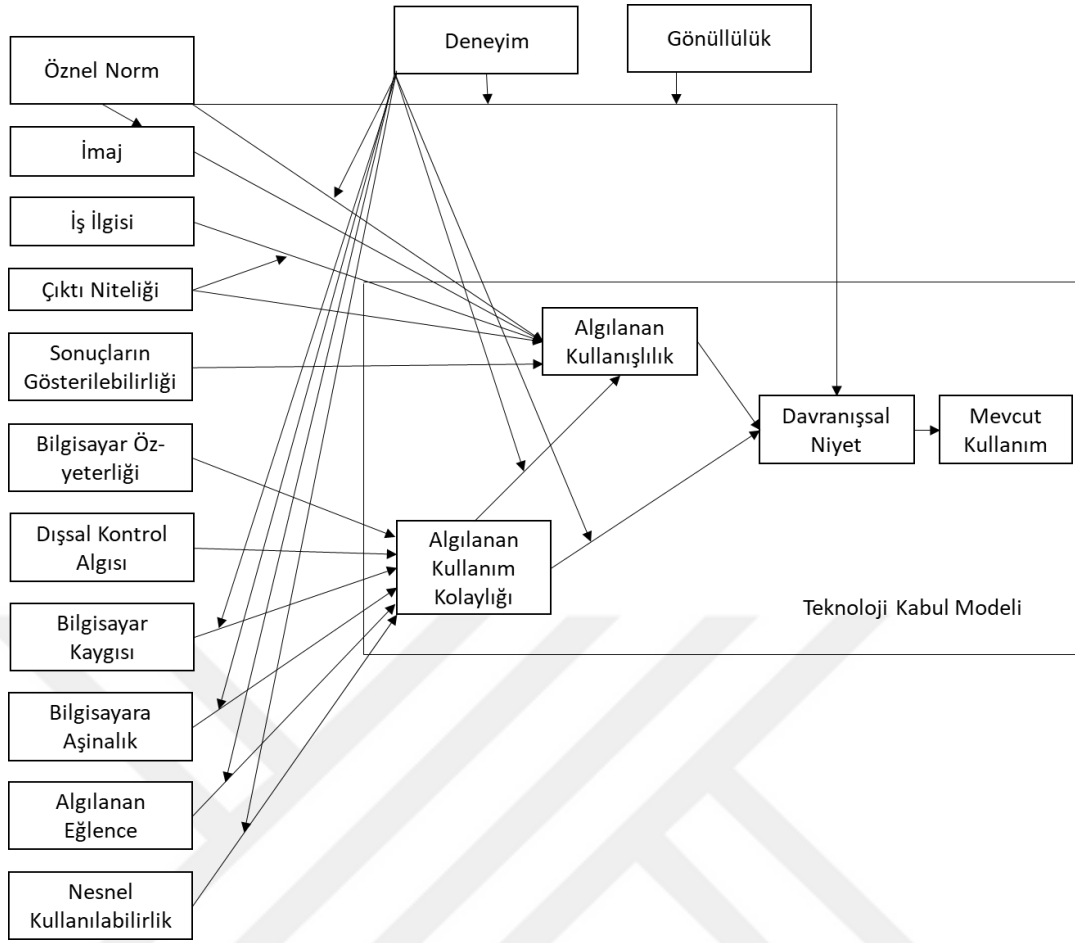 Deneyim
Gönüllülük
Öznel Norm
İmaj
İş İlgisi
Çıktı Niteliği
Sonuçların
Gösterilebilirliği
Bilgisayar Öz-
yeterliği
Dışsal Kontrol
Algısı
Bilgisayar
Kaygısı
Bilgisayara
Aşinalık
Algılanan
Eğlence
Nesnel
Kullanılabilirlik
Algılanan
Kullanışlılık
Algılanan
Kullanım
Kolaylığı
Davranışsal
Niyet
Mevcut
Kullanım
Teknoloji Kabul Modeli